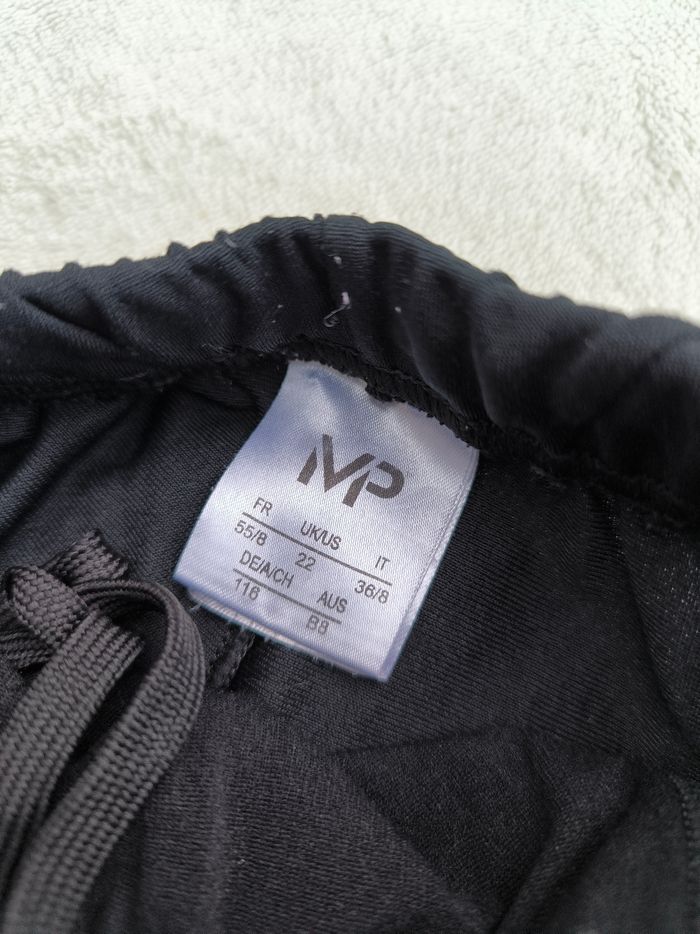 MP
FR UK/US IT
55/8 22 36/8
DE/A/CH AUS
116 B8